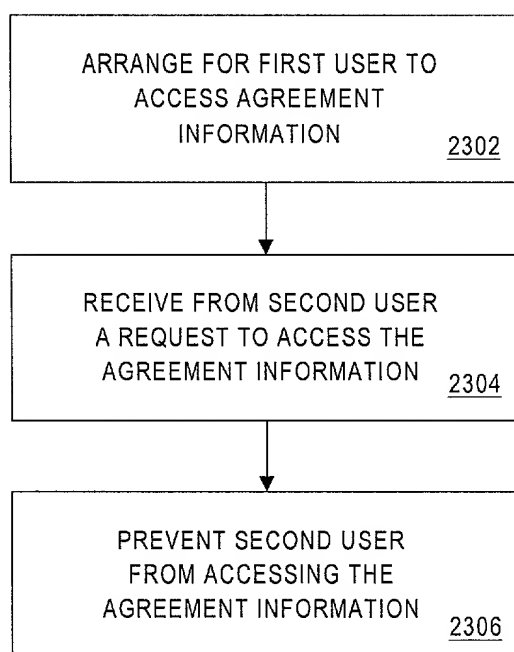 ARRANGE FOR FIRST USER TO
ACCESS AGREEMENT
INFORMATION
2302
RECEIVE FROM SECOND USER
A REQUEST TO ACCESS THE
AGREEMENT INFORMATION
2304
PREVENT SECOND USER
FROM ACCESSING THE
AGREEMENT INFORMATION
2306